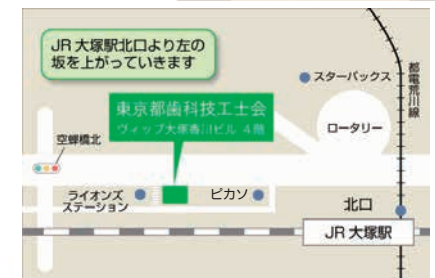 JR 大塚駅北口より左の
坂を上がっていきます
スターバックス
都電荒川線
東京都歯科技工士会
ヴィップ大塚香川ビル 4階
ロータリー
空蝉橋北
ライオンズ
ステーション
ピカソ
北口
JR 大塚駅